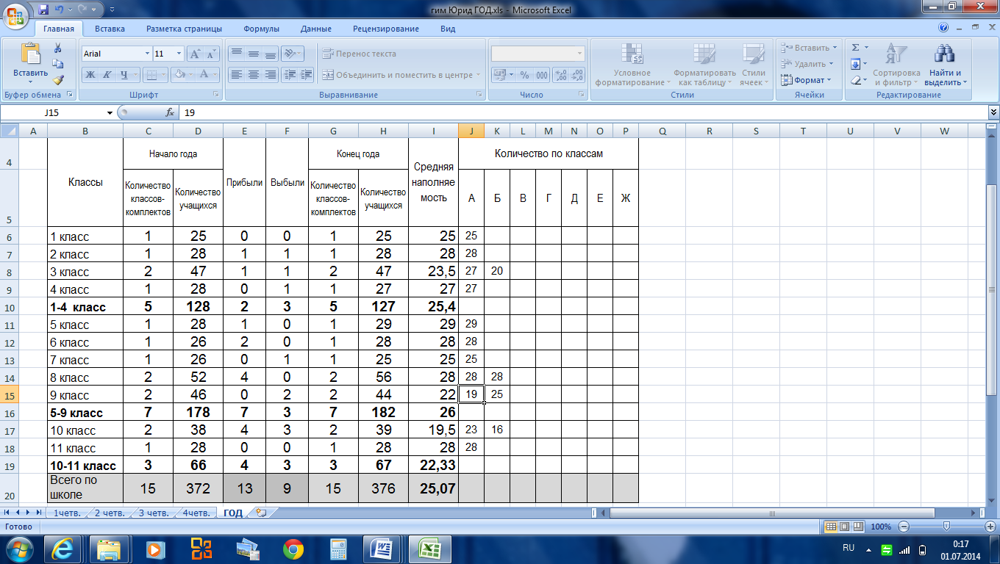 гим Юрид ГОД.xls - Microsoft Excel
Главная Вставка Разметка страницы Формулы Данные Рецензирование Вид
Вставить
Буфер обмена
Arial 11
Ж К Ч
Шрифт
Перенос текста
Объединить и поместить в центре
Выравнивание
% 000
Число
Условное форматирование
Форматировать как таблицу
Стили ячеек
Стили
Вставить
Удалить
Формат
Ячейки
Сортировка и фильтр
Найти и выделить
Редактирование
J15 fx 19
A B C D E F G H I J K L M N O P Q R S T U V W
4 Классы Начало года Прибыли Выбыли Конец года Средняя наполняемость Количество по классам
5 Количество классов-комплектов Количество учащихся Количество классов-комплектов Количество учащихся А Б В Г Д Е Ж
6 1 класс 1 25 0 0 1 25 25 25
7 2 класс 1 28 1 1 1 28 28 28
8 3 класс 2 47 1 1 2 47 23,5 27 20
9 4 класс 1 28 0 1 1 27 27 27
10 1-4 класс 5 128 2 3 5 127 25,4
11 5 класс 1 28 1 0 1 29 29 29
12 6 класс 1 26 2 0 1 28 28 28
13 7 класс 1 26 0 1 1 25 25 25
14 8 класс 2 52 4 0 2 56 28 28 28
15 9 класс 2 46 0 2 2 44 22 19 25
16 5-9 класс 7 178 7 3 7 182 26
17 10 класс 2 38 4 3 2 39 19,5 23 16
18 11 класс 1 28 0 0 1 28 28 28
19 10-11 класс 3 66 4 3 3 67 22,33
20 Всего по школе 15 372 13 9 15 376 25,07
1четв. 2 четв. 3 четв. 4четв. год
Готово 100%
RU 0:17
01.07.2014